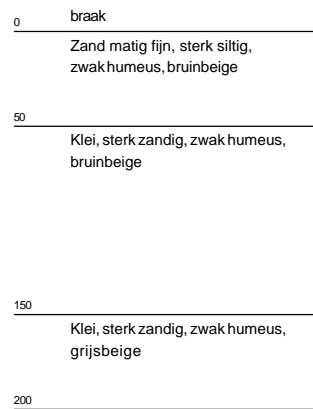 braak
0
Zand matig fijn, sterk siltig,
zwak humeus, bruinbeige
50
Klei, sterk zandig, zwak humeus,
bruinbeige
150
Klei, sterk zandig, zwak humeus,
grijsbeige
200